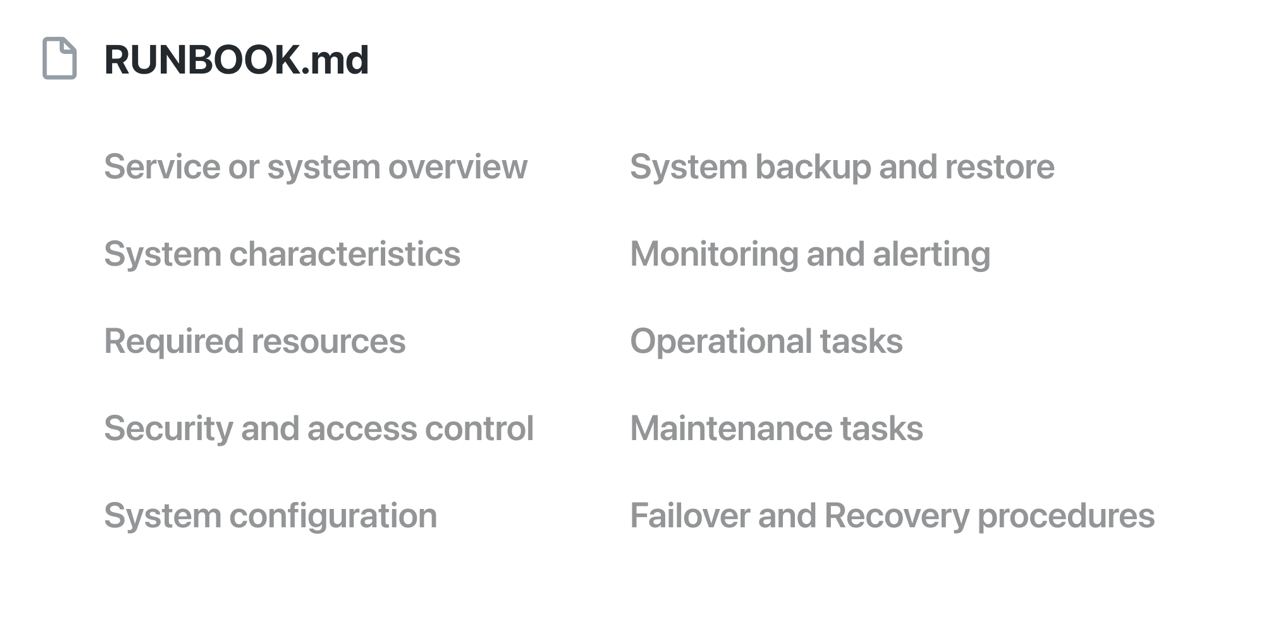 RUNBOOK.md
Service or system overview
System characteristics
Required resources
Security and access control
System configuration
System backup and restore
Monitoring and alerting
Operational tasks
Maintenance tasks
Failover and Recovery procedures